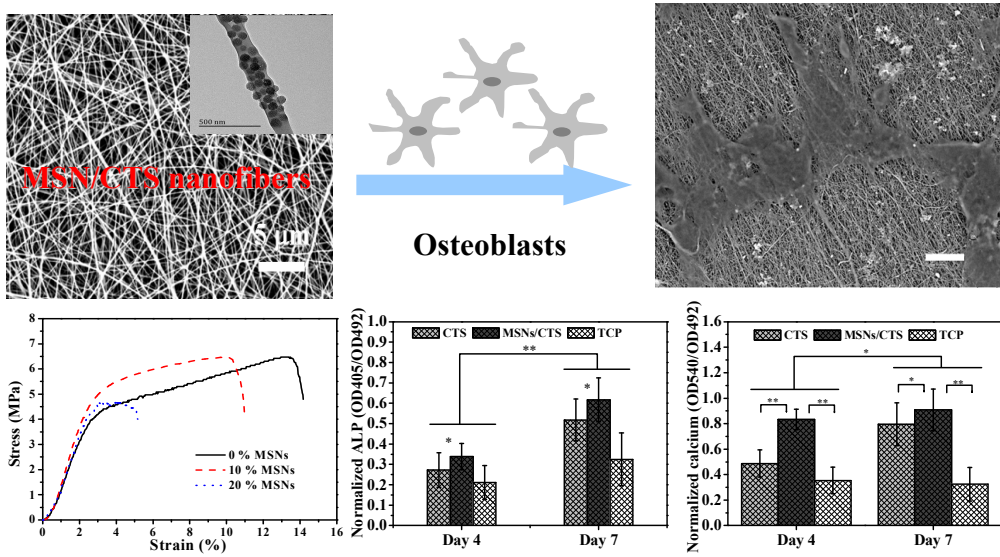 500 nm
MSN/CTS nanofibers
5 μm
Osteoblasts
Stress (MPa)
8
7
6
5
4
3
2
1
0
0 % MSNs
10 % MSNs
20 % MSNs
0 2 4 6 8 10 12 14 16
Strain (%)
Normalized ALP (OD405/OD492)
1.0
0.9
0.8
0.7
0.6
0.5
0.4
0.3
0.2
0.1
0.0
CTS MSNs/CTS TCP
**
*
*
Day 4 Day 7
Normalized calcium (OD540/OD492)
1.6
1.4
1.2
1.0
0.8
0.6
0.4
0.2
0.0
CTS MSNs/CTS TCP
*
** **
* **
Day 4 Day 7